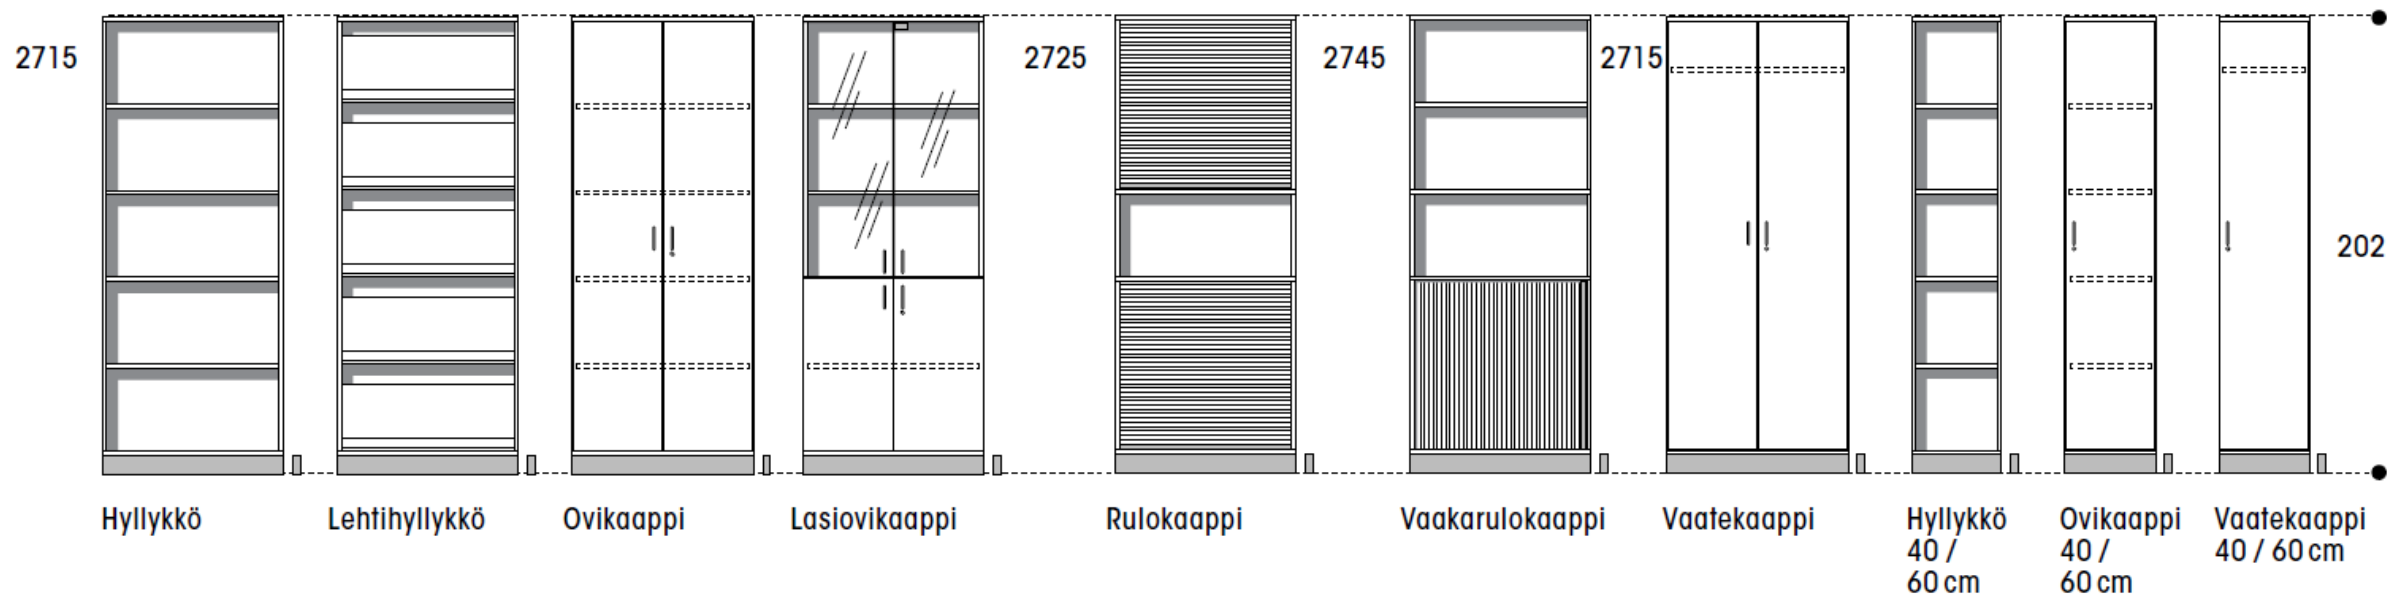 2715
2725
2745
2715
202
Hyllykkö
Lehtihyllykkö
Ovikaappi
Lasiovikaappi
Rulokaappi
Vaakarulokaappi
Vaatekaappi
Hyllykkö
40 /
60 cm
Ovikaappi
40 /
60 cm
Vaatekaappi
40 / 60 cm